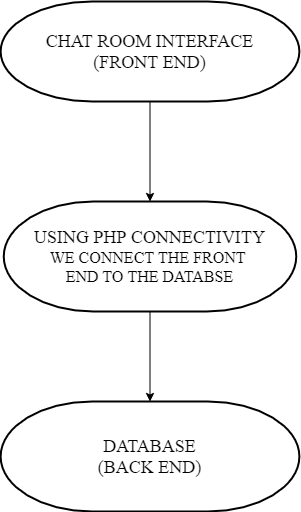 CHAT ROOM INTERFACE
(FRONT END)
USING PHP CONNECTIVITY
WE CONNECT THE FRONT
END TO THE DATABSE
DATABASE
(BACK END)